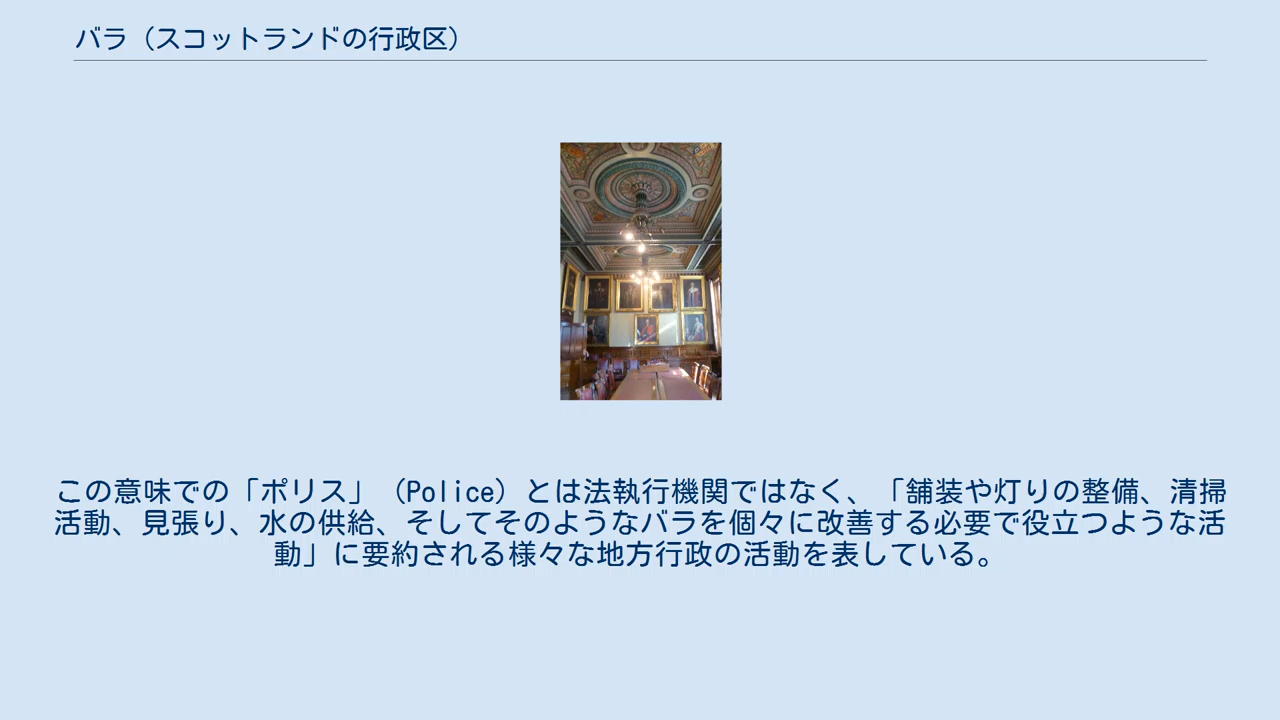 バラ（スコットランドの行政区）
この意味での「ポリス」（Police）とは法執行機関ではなく、「舗装や灯りの整備、清掃
活動、見張り、水の供給、そしてそのようなバラを個々に改善する必要で役立つような活
動」に要約される様々な地方行政の活動を表している。